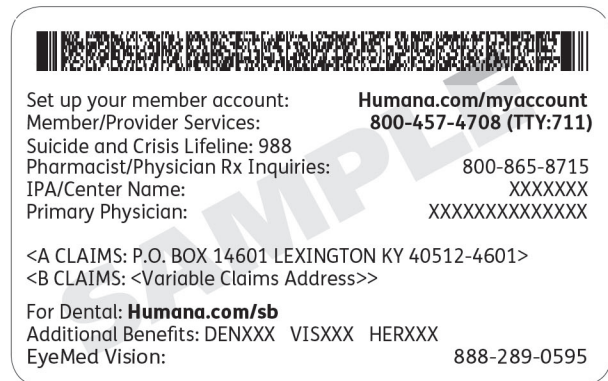 Set up your member account: Humana.com/myaccount
Member/Provider Services: 800-457-4708 (TTY:711)
Suicide and Crisis Lifeline: 988
Pharmacist/Physician Rx Inquiries: 800-865-8715
IPA/Center Name: XXXXXXX
Primary Physician: XXXXXXXXXXXXXX
<A CLAIMS: P.O. BOX 14601 LEXINGTON KY 40512-4601>
<B CLAIMS: <Variable Claims Address>>
For Dental: Humana.com/sb
Additional Benefits: DENXXX VISXXX HERXXX
EyeMed Vision: 888-289-0595
SAMPLE